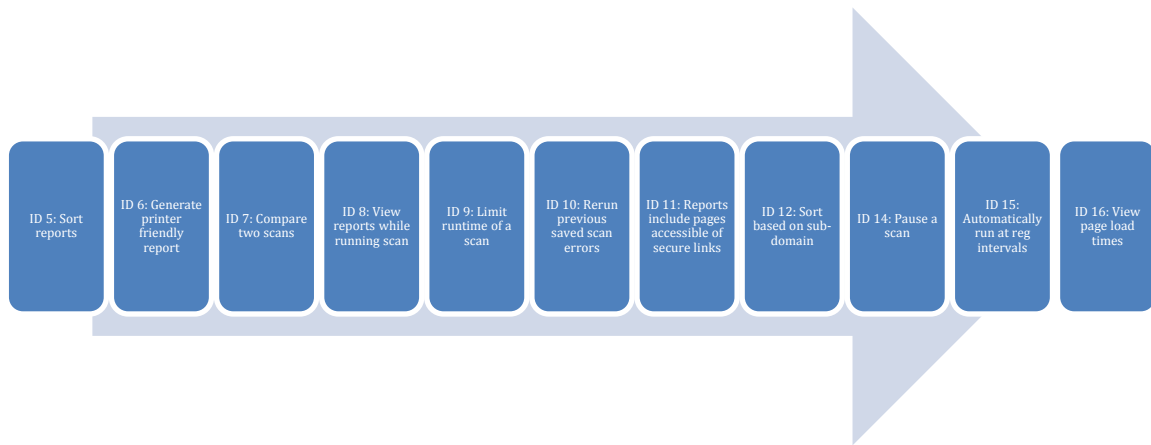 ID 5: Sort
reports
ID 6: Generate
printer
friendly
report
ID 7: Compare
two scans
ID 8: View
reports while
running scan
ID 9: Limit
runtime of a
scan
ID 10: Rerun
previous
saved scan
errors
ID 11: Reports
include pages
accessible of
secure links
ID 12: Sort
based on sub-
domain
ID 14: Pause a
scan
ID 15:
Automatically
run at reg
intervals
ID 16: View
page load
times